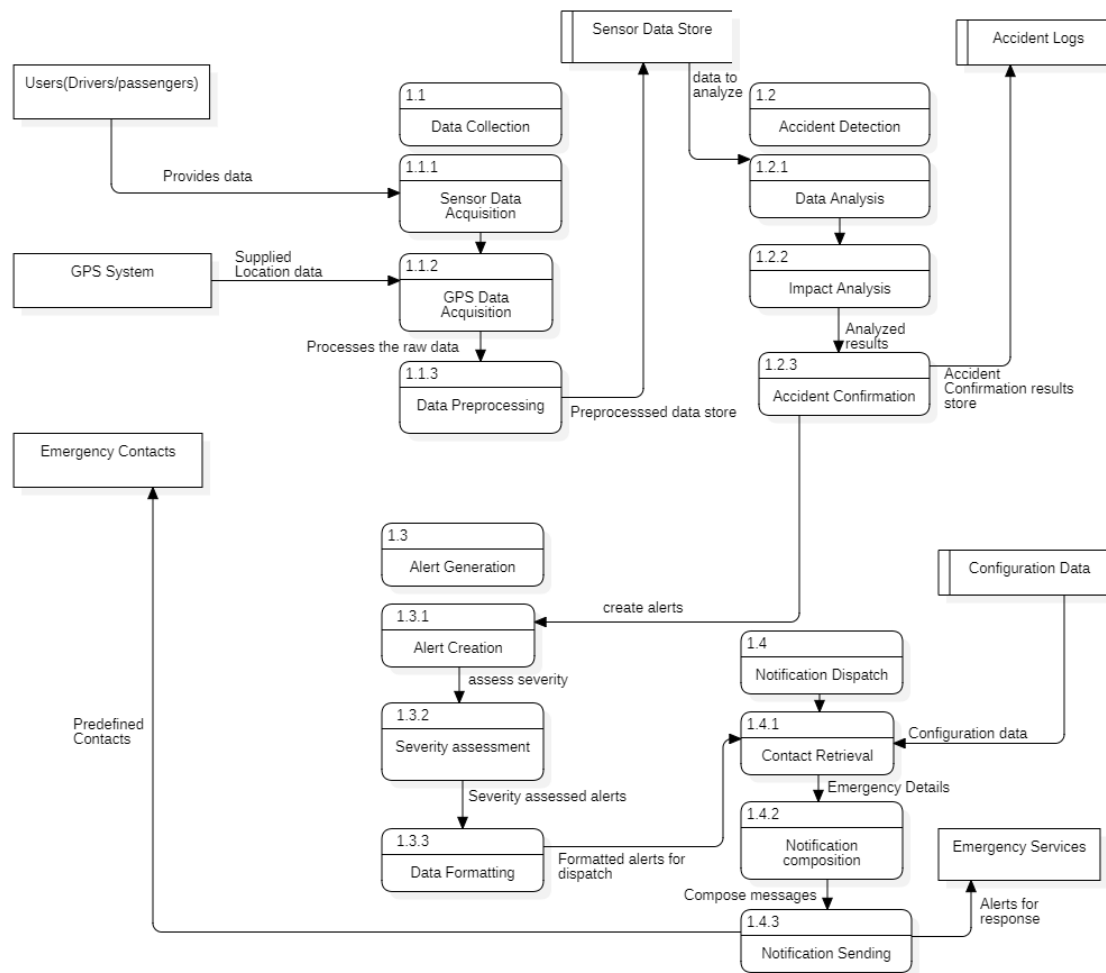 Sensor Data Store
Accident Logs
Users(Drivers/passengers)
data to
analyze
1.1
Data Collection
1.2
Accident Detection
Provides data
1.1.1
Sensor Data
Acquisition
1.2.1
Data Analysis
GPS System
Supplied
Location data
1.1.2
GPS Data
Acquisition
1.2.2
Impact Analysis
Processes the raw data
Analyzed
results
1.1.3
Data Preprocessing
Preprocesssed data store
1.2.3
Accident Confirmation
Accident
Confirmation results
store
Emergency Contacts
1.3
Alert Generation
Configuration Data
create alerts
1.3.1
Alert Creation
assess severity
1.4
Notification Dispatch
Predefined
Contacts
1.3.2
Severity assessment
1.4.1
Contact Retrieval
Configuration data
Severity assessed alerts
Emergency Details
1.3.3
Data Formatting
Formatted alerts for
dispatch
1.4.2
Notification
composition
Emergency Services
Compose messages
Alerts for
response
1.4.3
Notification Sending